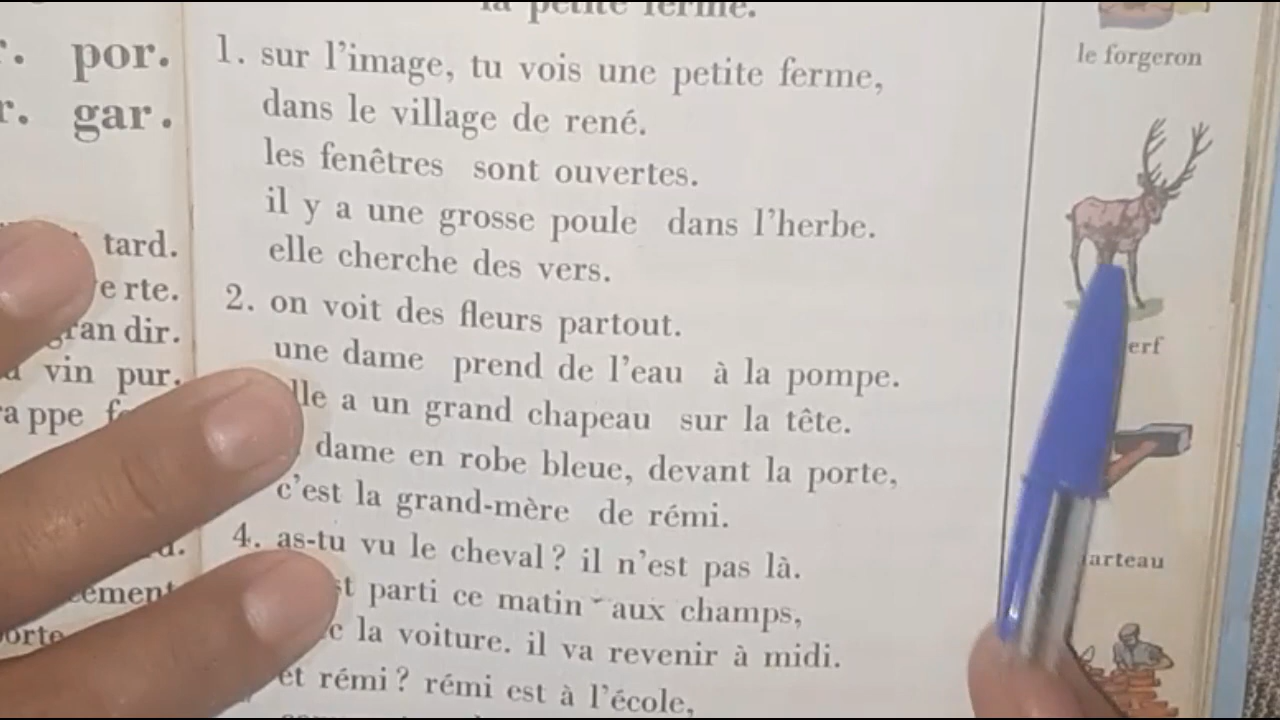 la petite ferme.
por.
gar.
tard.
vin pur.
1. sur l'image, tu vois une petite ferme,
dans le village de rené.
les fenêtres sont ouvertes.
il y a une grosse poule dans l'herbe.
elle cherche des vers.
2. on voit des fleurs partout.
une dame prend de l'eau à la pompe.
lle a un grand chapeau sur la tête.
dame en robe bleue, devant la porte,
c'est la grand-mère de rémi.
4. as-tu vu le cheval ? il n'est pas là.
st parti ce matin aux champs,
la voiture. il va revenir à midi.
et rémi ? rémi est à l'école,
le forgeron
erf
arteau